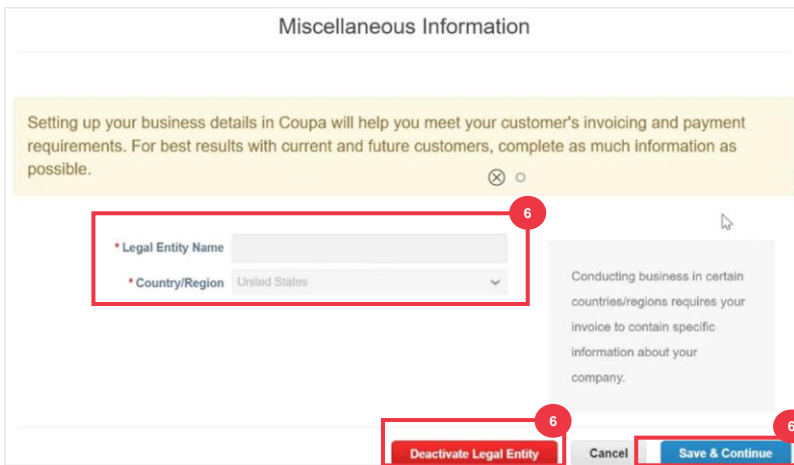 Miscellaneous Information
Setting up your business details in Coupa will help you meet your customer's invoicing and payment
requirements. For best results with current and future customers, complete as much information as
possible.
6
* Legal Entity Name
* Country/Region United States
Conducting business in certain
countries/regions requires your
invoice to contain specific
information about your
company.
6
6
Deactivate Legal Entity Cancel Save & Continue